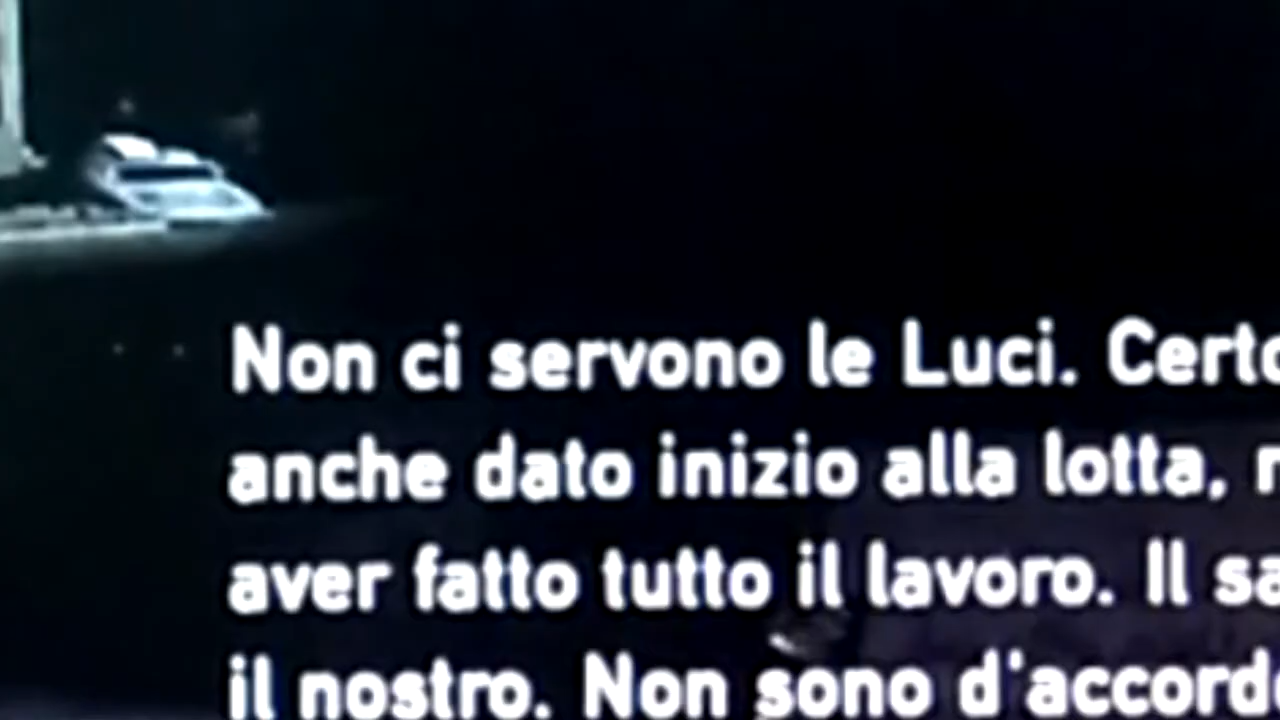 Non ci servono le Luci. Certo
anche dato inizio alla lotta,
aver fatto tutto il lavoro. Il
il nostro. Non sono d'accordo